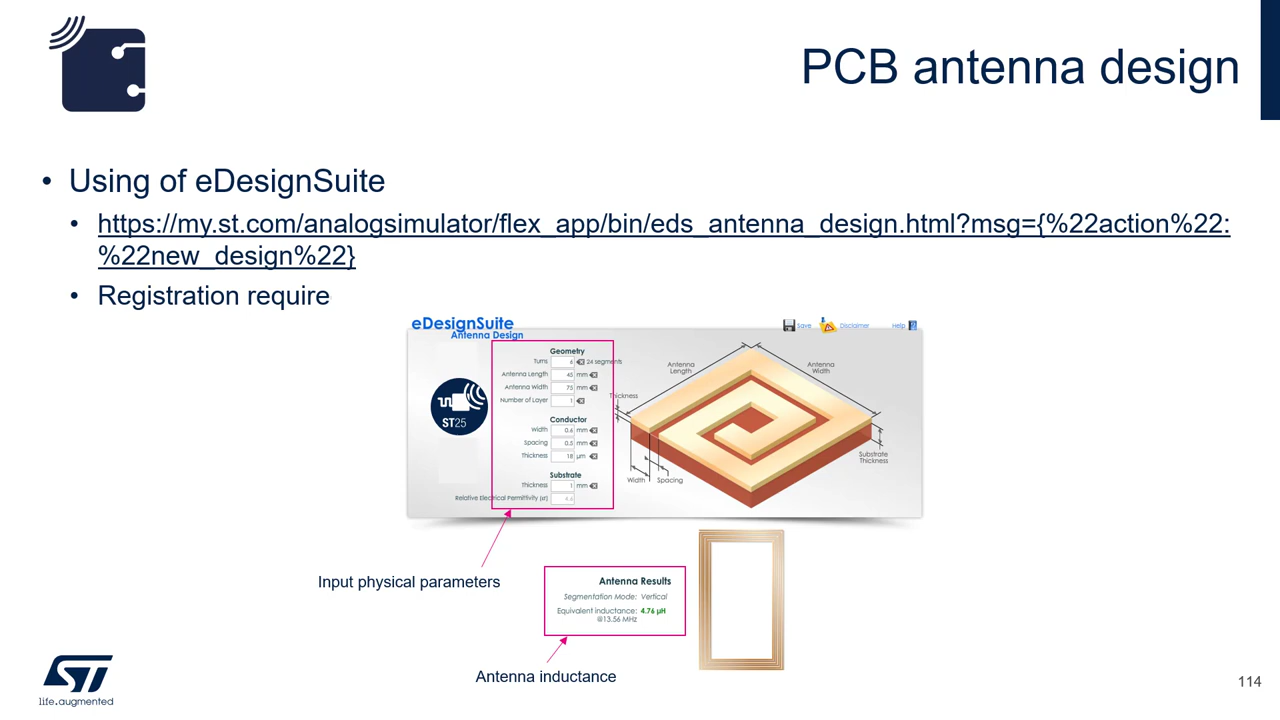 PCB antenna design
• Using of eDesignSuite
• https://my.st.com/analogsimulator/flex_app/bin/eds_antenna_design.html?msg={%22action%22:
%22new_design%22}
• Registration require
eDesignSuite
Antenna Design
Save
Disclaimer
Help
ST25
Geometry
Turns 6 24 segments
Antenna Length 45 mm
Antenna Width 75 mm
Number of Layer 1
Conductor
Width 0.6 mm
Spacing 0.5 mm
Thickness 18 µm
Substrate
Thickness 1 mm
Relative Electrical Permitivity [εr] 4.6
Antenna
Length
Antenna
Width
Thickness
Width
Spacing
Substrate
Thickness
Input physical parameters
Antenna Results
Segmentation Mode: Vertical
Equivalent inductance: 4.76 µH
@13.56 MHz
Antenna inductance
ST
life.augmented
114